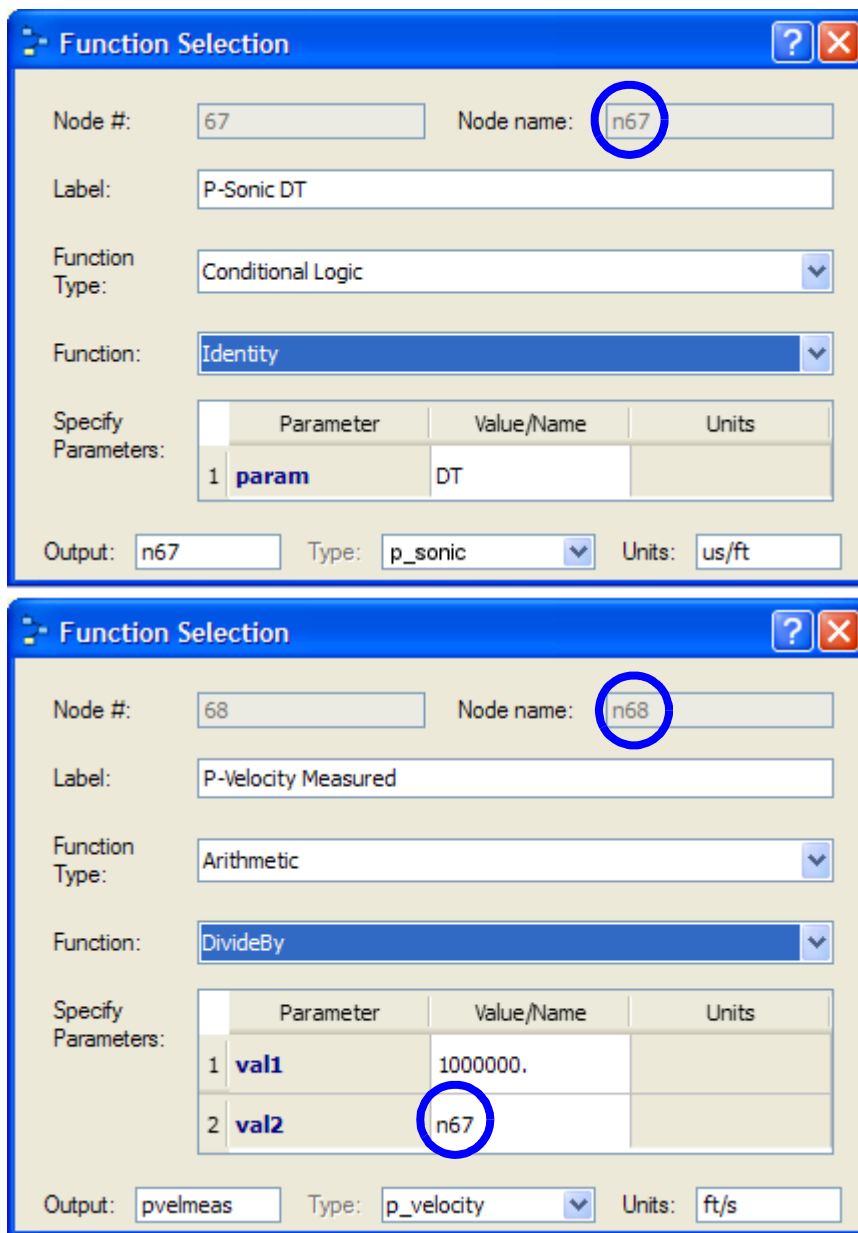 Function Selection
Node #: 67 Node name: n67
Label: P-Sonic DT
Function
Type: Conditional Logic
Function: Identity
Specify
Parameters:
Parameter Value/Name Units
1 param DT
Output: n67 Type: p_sonic Units: us/ft
Function Selection
Node #: 68 Node name: n68
Label: P-Velocity Measured
Function
Type: Arithmetic
Function: DivideBy
Specify
Parameters:
Parameter Value/Name Units
1 val1 1000000.
2 val2 n67
Output: pvelmeas Type: p_velocity Units: ft/s